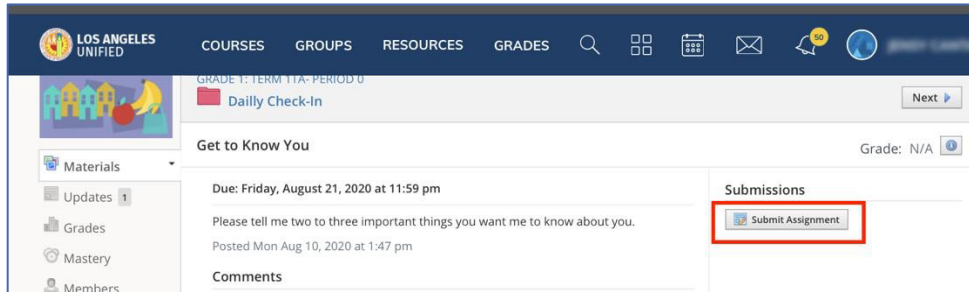 LOS ANGELES
UNIFIED
COURSES GROUPS RESOURCES GRADES
50
GRADE 1: TERM 1TA- PERIOD 0
Dailly Check-In
Next
Get to Know You
Grade: N/A
Materials
Updates 1
Grades
Mastery
Members
Due: Friday, August 21, 2020 at 11:59 pm
Please tell me two to three important things you want me to know about you.
Posted Mon Aug 10, 2020 at 1:47 pm
Comments
Submissions
Submit Assignment